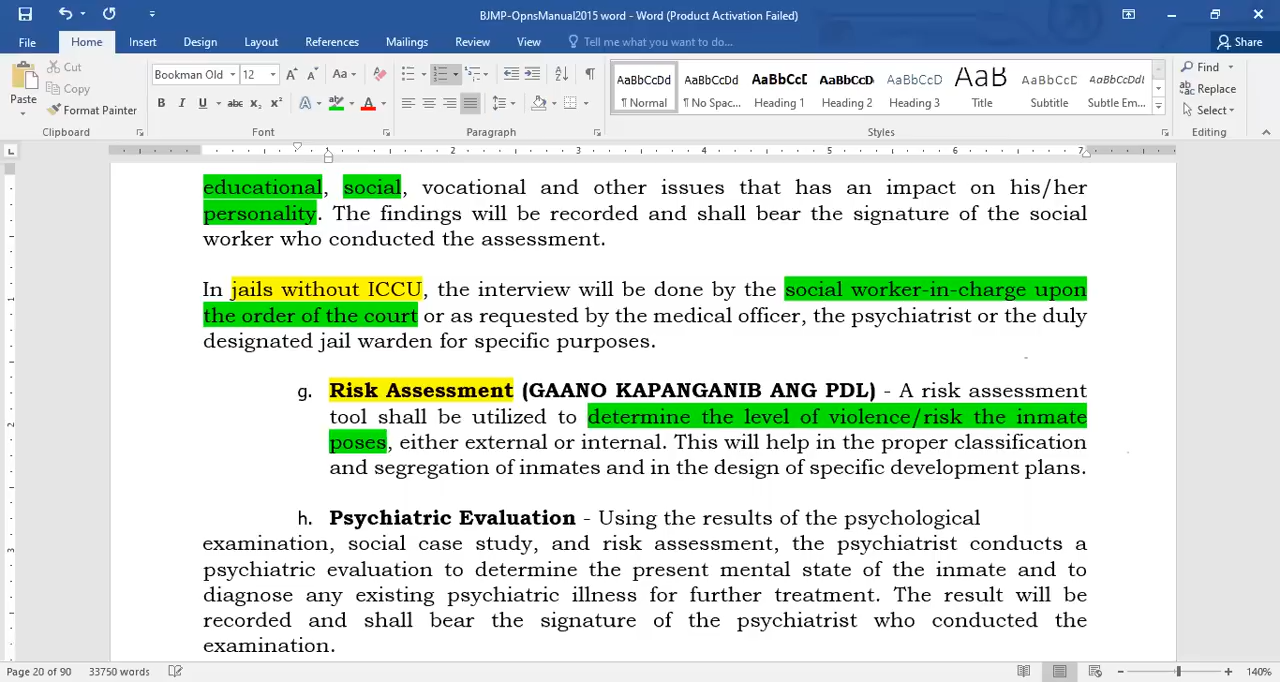 BJMP-OpnsManual2015 word - Word (Product Activation Failed)
File Home Insert Design Layout References Mailings Review View Tell me what you want to do... Share
Paste
Cut
Copy
Format Painter
Clipboard
Bookman Old 12
Font
Paragraph
AaBbCcDd AaBbCcDd AaBbCcI AaBbCcD AaBbCcD AaB AaBbCcD AaBbCcDdl
¶ Normal ¶ No Spac... Heading 1 Heading 2 Heading 3 Title Subtitle Subtle Em...
Styles
Find
Replace
Select
Editing
1 2 3 4 5 6 7
educational, social, vocational and other issues that has an impact on his/her
personality. The findings will be recorded and shall bear the signature of the social
worker who conducted the assessment.
In jails without ICCU, the interview will be done by the social worker-in-charge upon
the order of the court or as requested by the medical officer, the psychiatrist or the duly
designated jail warden for specific purposes.
g. Risk Assessment (GAANO KAPANGANIB ANG PDL) - A risk assessment
tool shall be utilized to determine the level of violence/risk the inmate
poses, either external or internal. This will help in the proper classification
and segregation of inmates and in the design of specific development plans.
h. Psychiatric Evaluation - Using the results of the psychological
examination, social case study, and risk assessment, the psychiatrist conducts a
psychiatric evaluation to determine the present mental state of the inmate and to
diagnose any existing psychiatric illness for further treatment. The result will be
recorded and shall bear the signature of the psychiatrist who conducted the
examination.
Page 20 of 90 33750 words 140%